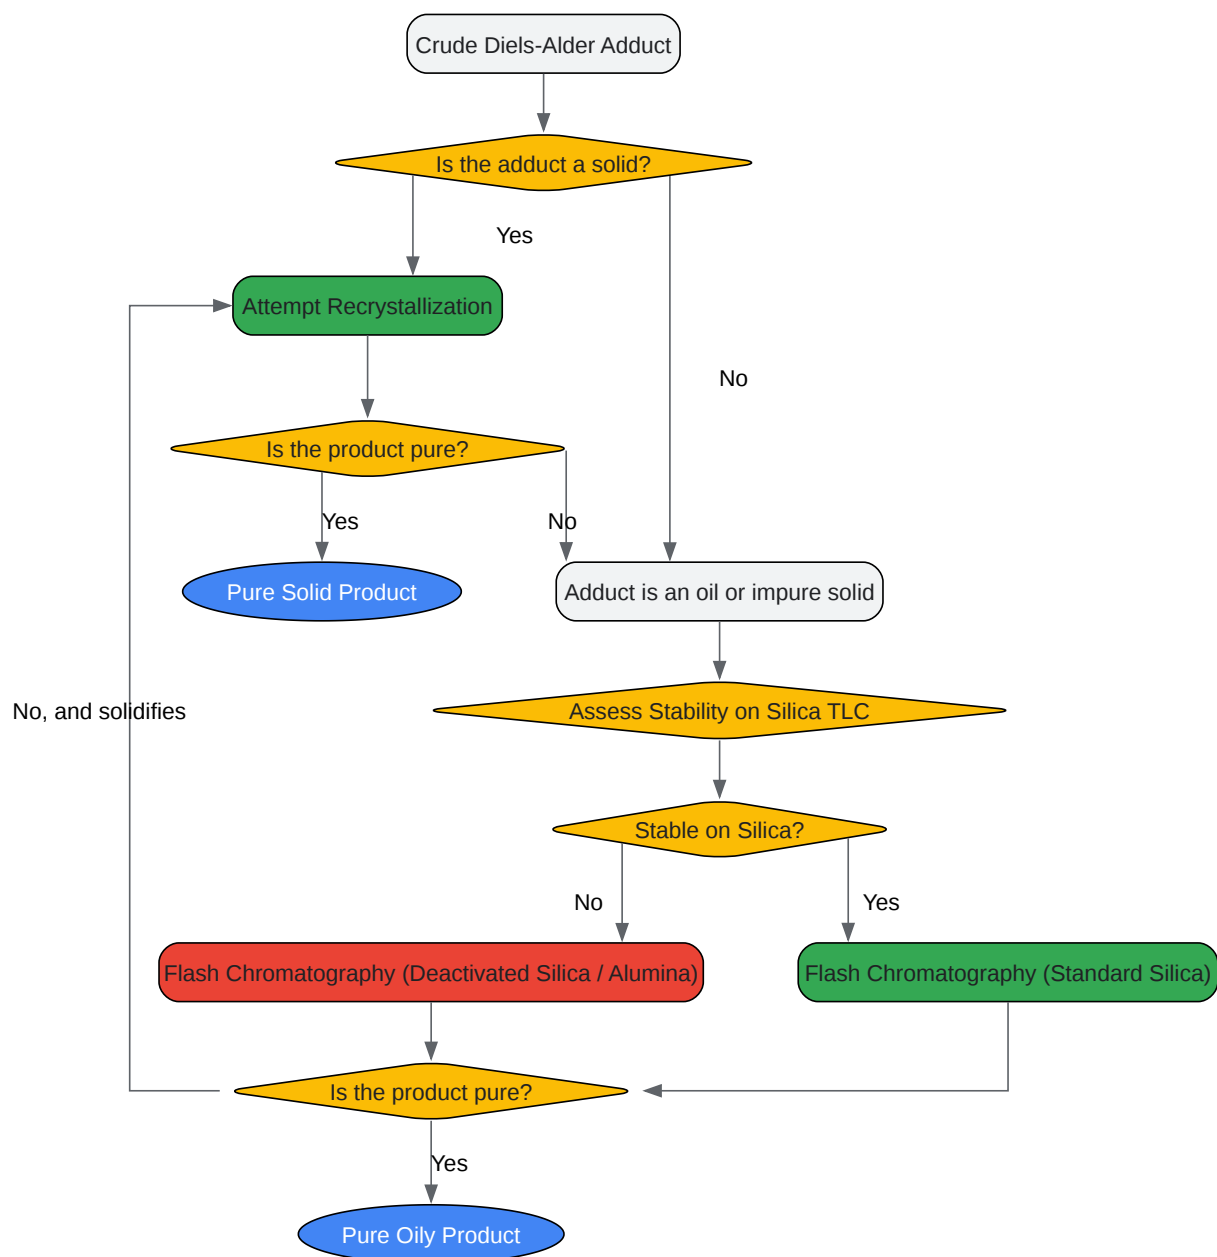 Crude Diels-Alder Adduct
Is the adduct a solid?
Yes
Attempt Recrystallization
No
Is the product pure?
Yes
No
Pure Solid Product
Adduct is an oil or impure solid
No, and solidifies
Assess Stability on Silica TLC
Stable on Silica?
No
Yes
Flash Chromatography (Deactivated Silica / Alumina)
Flash Chromatography (Standard Silica)
Is the product pure?
Yes
Pure Oily Product